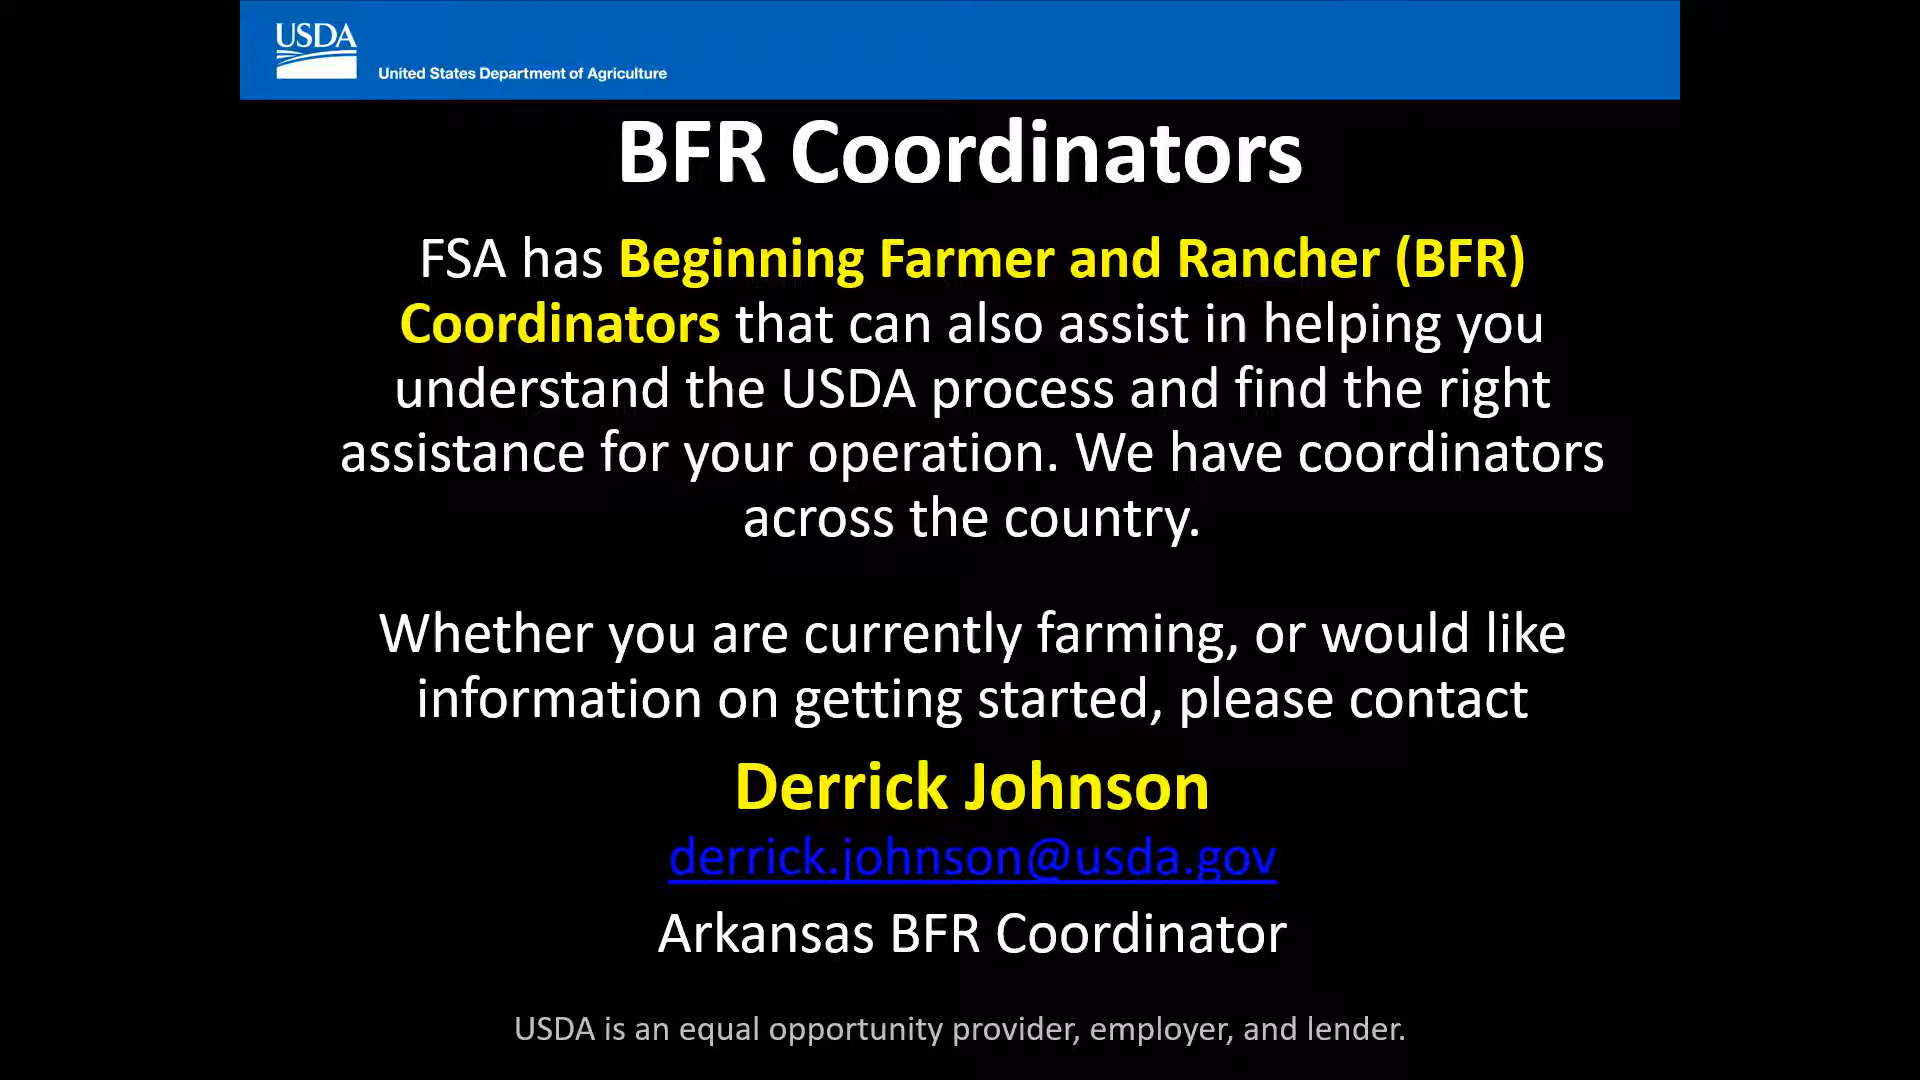 USDA
United States Department of Agriculture
BFR Coordinators
FSA has Beginning Farmer and Rancher (BFR)
Coordinators that can also assist in helping you
understand the USDA process and find the right
assistance for your operation. We have coordinators
across the country.
Whether you are currently farming, or would like
information on getting started, please contact
Derrick Johnson
derrick.johnson@usda.gov
Arkansas BFR Coordinator
USDA is an equal opportunity provider, employer, and lender.